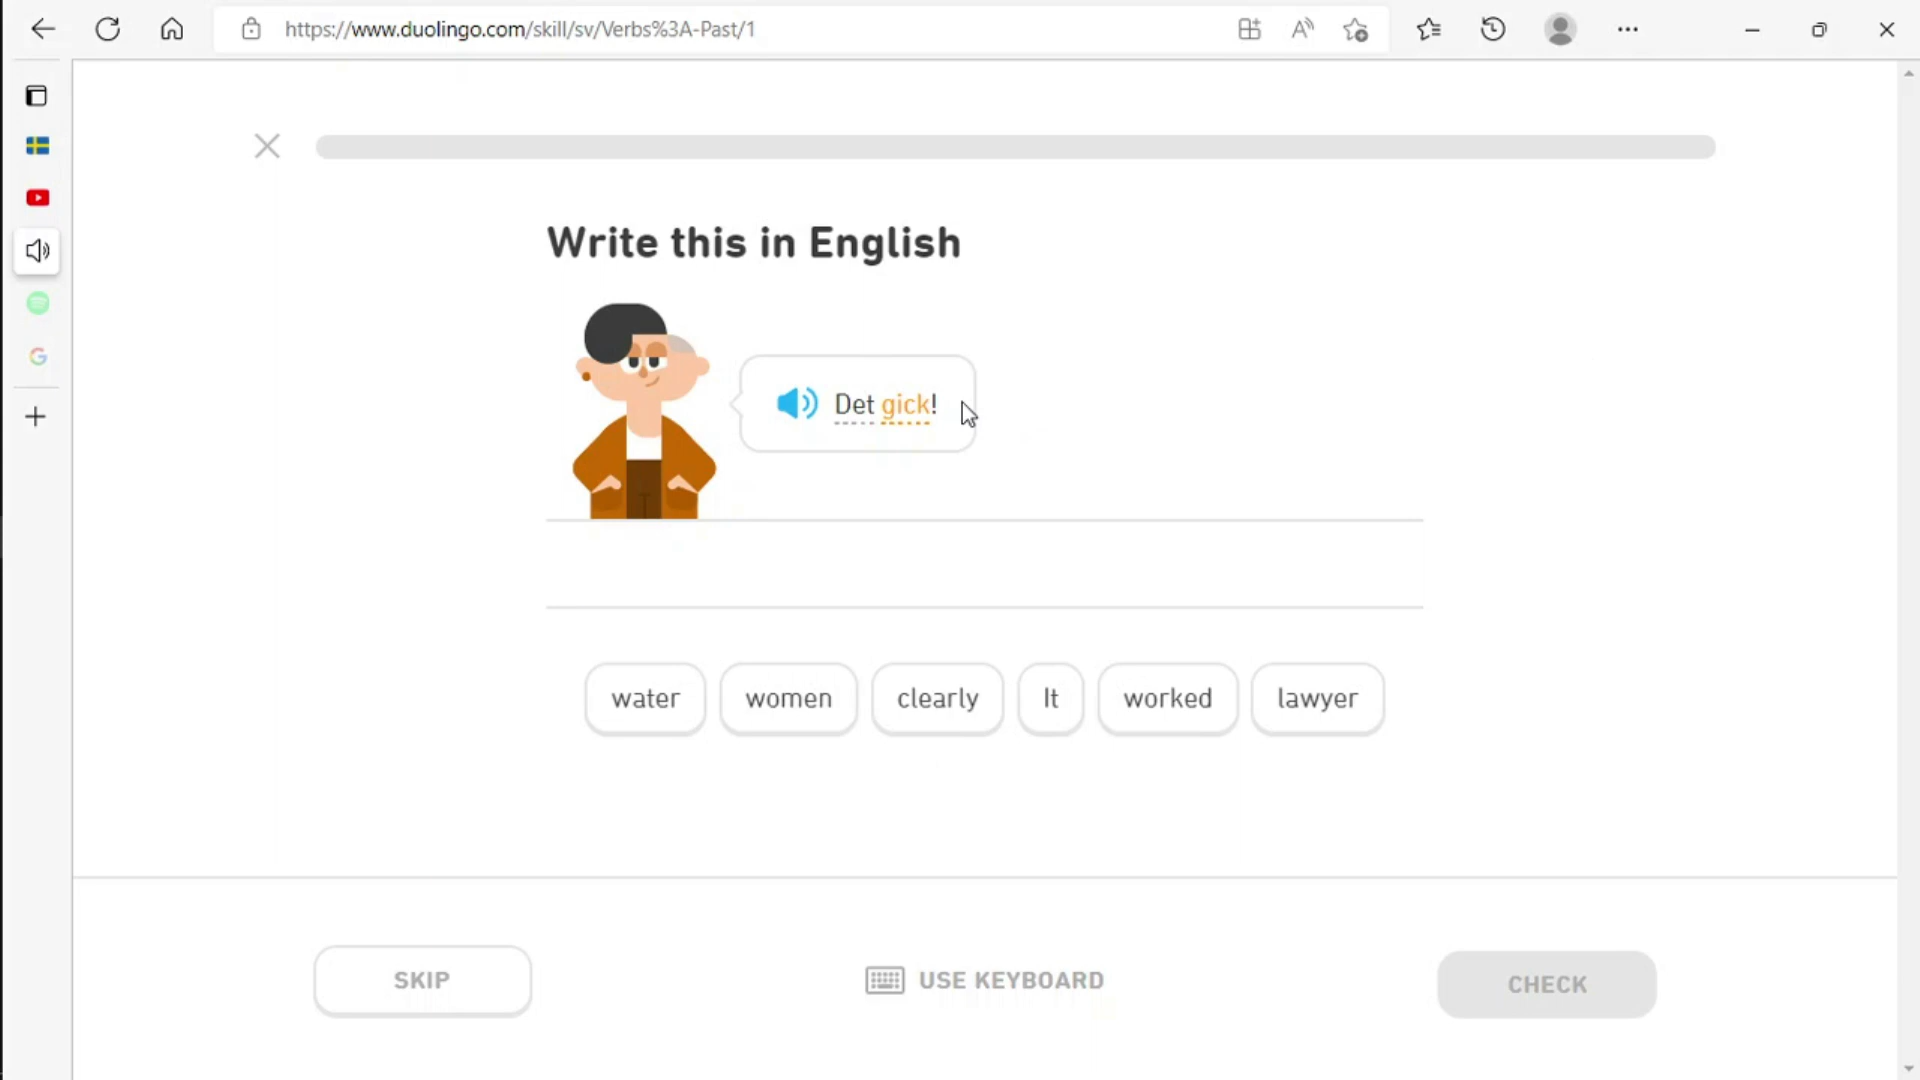 https://www.duolingo.com/skill/sv/Verbs%3A-Past/1
Write this in English
Det gick!
water women clearly It worked lawyer
SKIP USE KEYBOARD CHECK